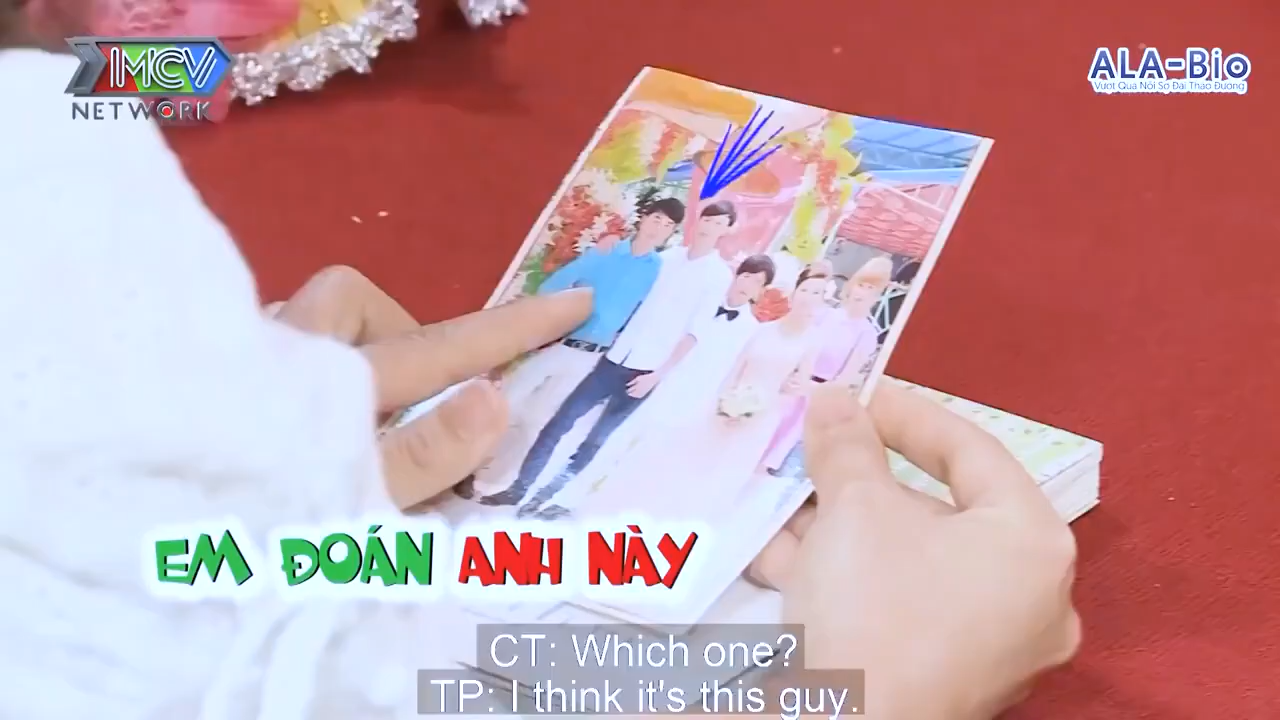 MCV
NETWORK
ALA-Bio
Vượt Qua Nỗi Sợ Đái Tháo Đường
EM ĐOÁN ANH NÀY
CT: Which one?
TP: I think it's this guy.